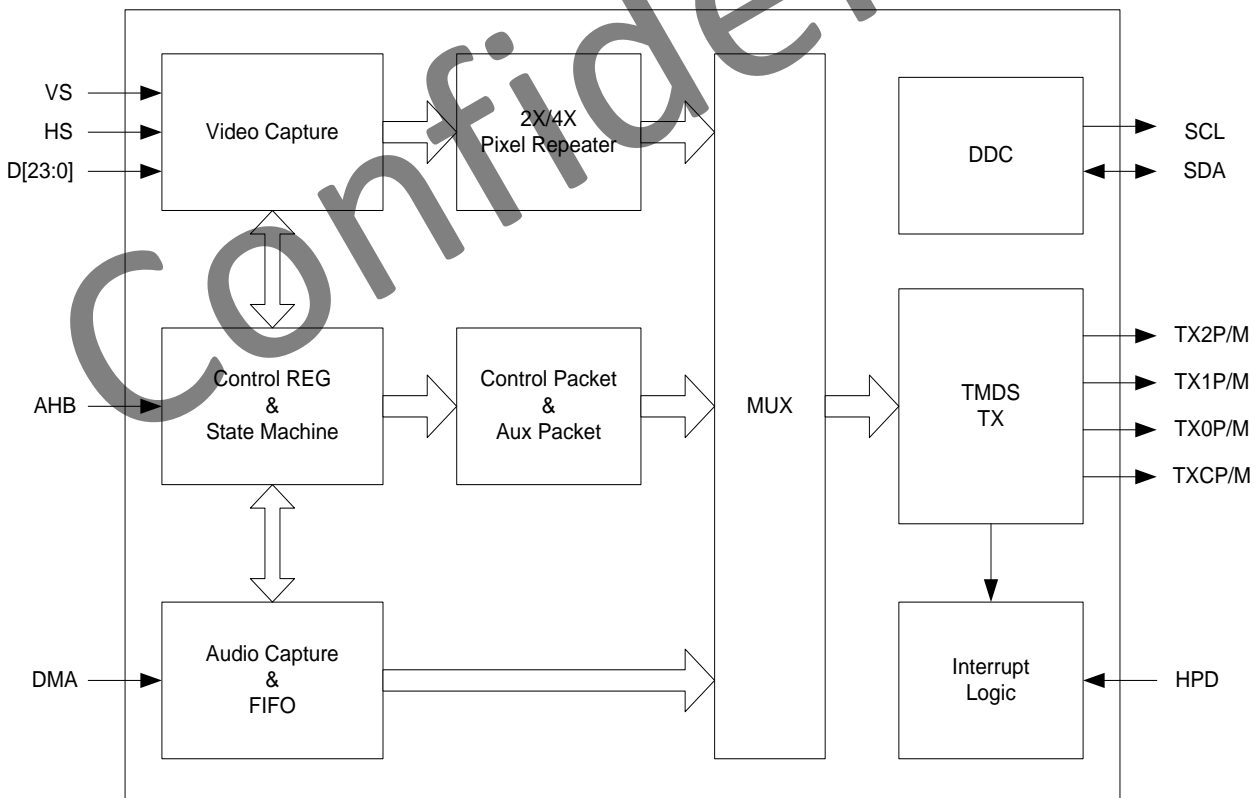 VS
HS
D[23:0]
Video Capture
2X/4X
Pixel Repeater
DDC
SCL
SDA
AHB
Control REG
&
State Machine
Control Packet
&
Aux Packet
MUX
TMDS
TX
TX2P/M
TX1P/M
TX0P/M
TXCP/M
DMA
Audio Capture
&
FIFO
Interrupt
Logic
HPD